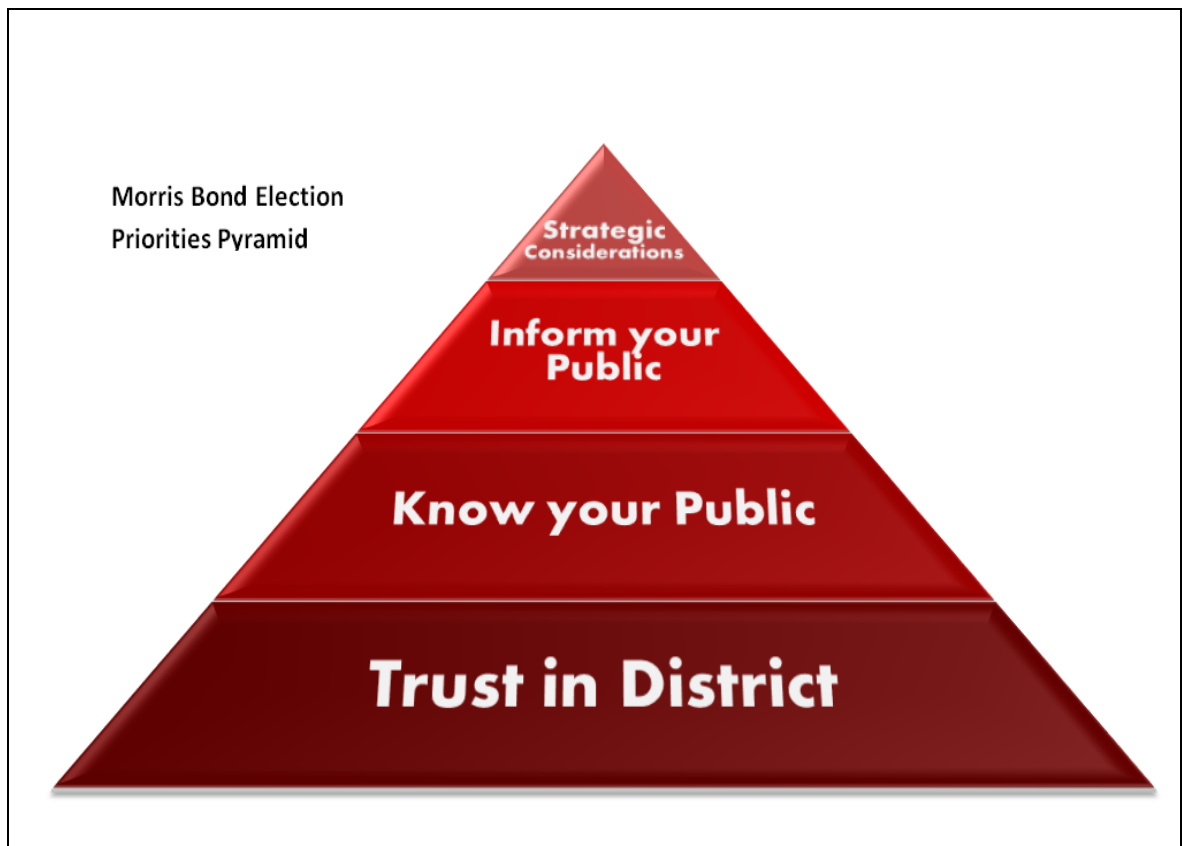 Morris Bond Election
Priorities Pyramid
Strategic
Considerations
Inform your
Public
Know your Public
Trust in District